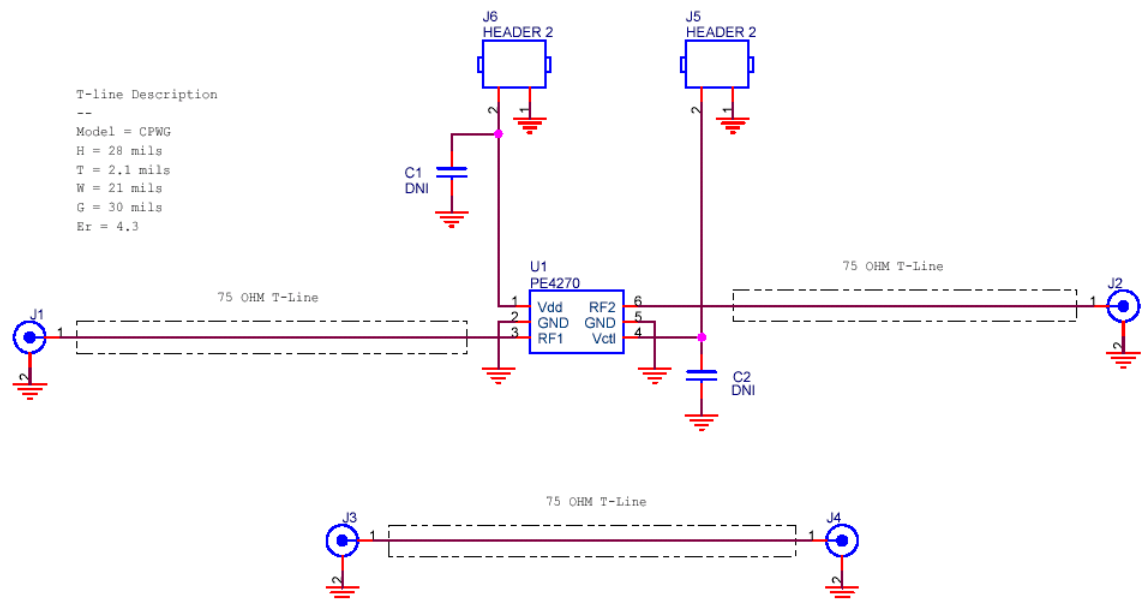 J6
HEADER 2
J5
HEADER 2
2
1
2
1
T-line Description
--
Model = CPWG
H = 28 mils
T = 2.1 mils
W = 21 mils
G = 30 mils
Er = 4.3
C1
DNI
U1
PE4270
75 OHM T-Line
75 OHM T-Line
J1
1
2
1
Vdd
RF2
6
2
GND
GND
5
3
RF1
Vctl
4
J2
1
2
C2
DNI
75 OHM T-Line
J3
1
2
J4
1
2